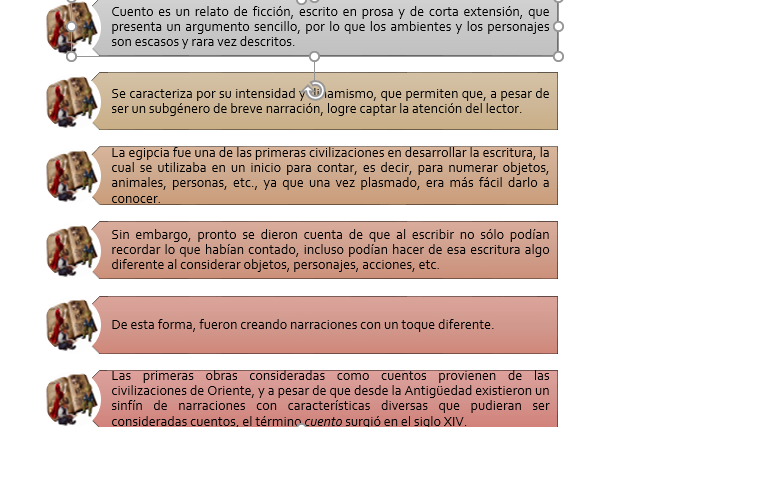 Cuento es un relato de ficción, escrito en prosa y de corta extensión, que
presenta un argumento sencillo, por lo que los ambientes y los personajes
son escasos y rara vez descritos.
Se caracteriza por su intensidad y dinamismo, que permiten que, a pesar de
ser un subgénero de breve narración, logre captar la atención del lector.
La egipcia fue una de las primeras civilizaciones en desarrollar la escritura, la
cual se utilizaba en un inicio para contar, es decir, para numerar objetos,
animales, personas, etc., ya que una vez plasmado, era más fácil darlo a
conocer.
Sin embargo, pronto se dieron cuenta de que al escribir no sólo podían
recordar lo que habían contado, incluso podían hacer de esa escritura algo
diferente al considerar objetos, personajes, acciones, etc.
De esta forma, fueron creando narraciones con un toque diferente.
Las primeras obras consideradas como cuentos provienen de las
civilizaciones de Oriente, y a pesar de que desde la Antigüedad existieron un
sinfín de narraciones con características diversas que pudieran ser
consideradas cuentos, el término cuento surgió en el siglo XIV.